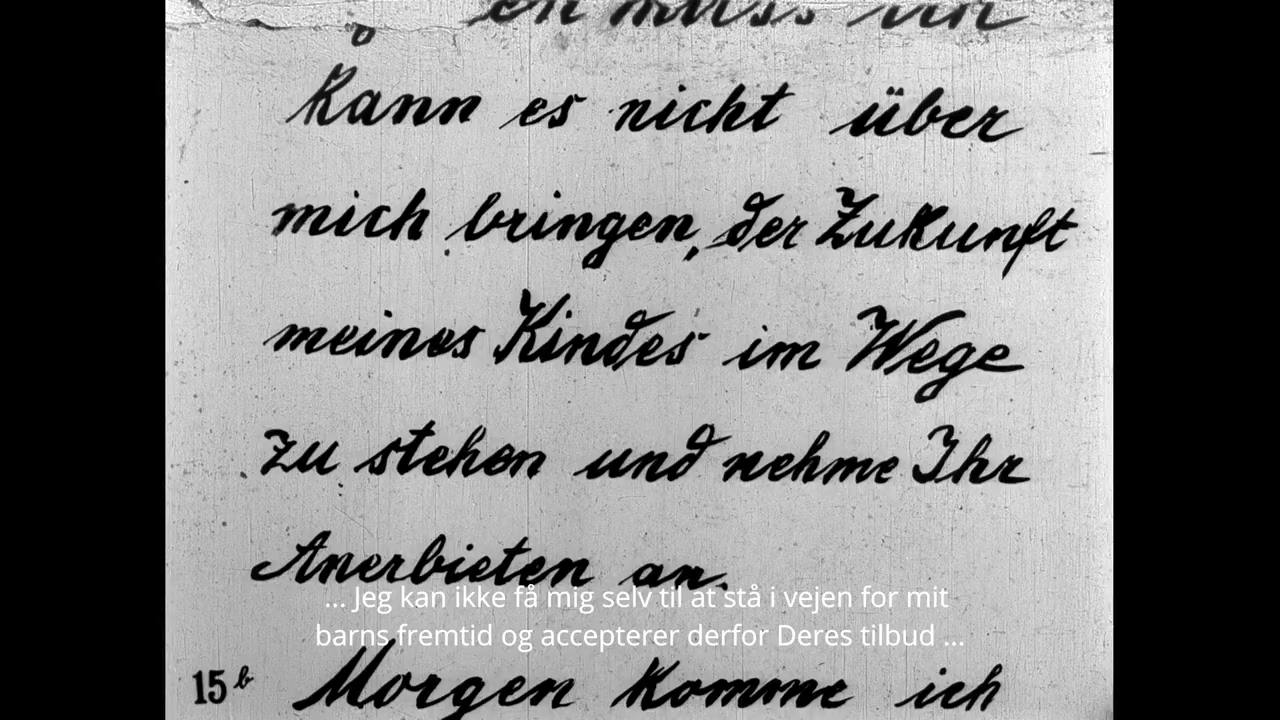 kann es nicht über
mich bringen, der Zukunft
meines Kindes im Wege
zu stehen und nehme Ihr
Anerbieten an.
... Jeg kan ikke få mig selv til at stå i vejen for mit
barns fremtid og accepterer derfor Deres tilbud ...
15b Morgen komme ich